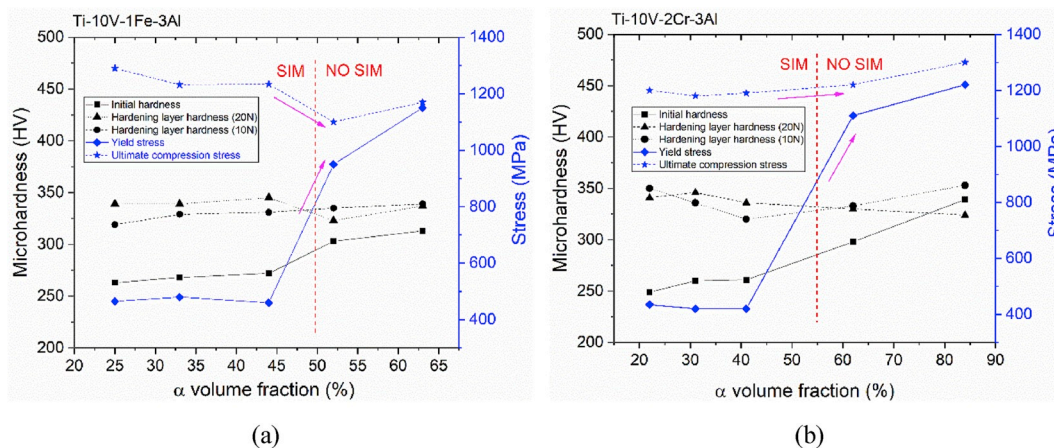 Ti-10V-1Fe-3Al
500
450
400
350
300
250
200
Microhardness (HV)
SIM
NO SIM
Initial hardness
Hardening layer hardness (20N)
Hardening layer hardness (10N)
Yield stress
Ultimate compression stress
1400
1200
1000
800
600
400
Stress (MPa)
20 25 30 35 40 45 50 55 60 65
α volume fraction (%)
(a)
Ti-10V-2Cr-3Al
500
450
400
350
300
250
200
Microhardness (HV)
SIM
NO SIM
Initial hardness
Hardening layer hardness (20N)
Hardening layer hardness (10N)
Yield stress
Ultimate compression stress
1400
1200
1000
800
600
400
Stress (MPa)
20 30 40 50 60 70 80 90
α volume fraction (%)
(b)